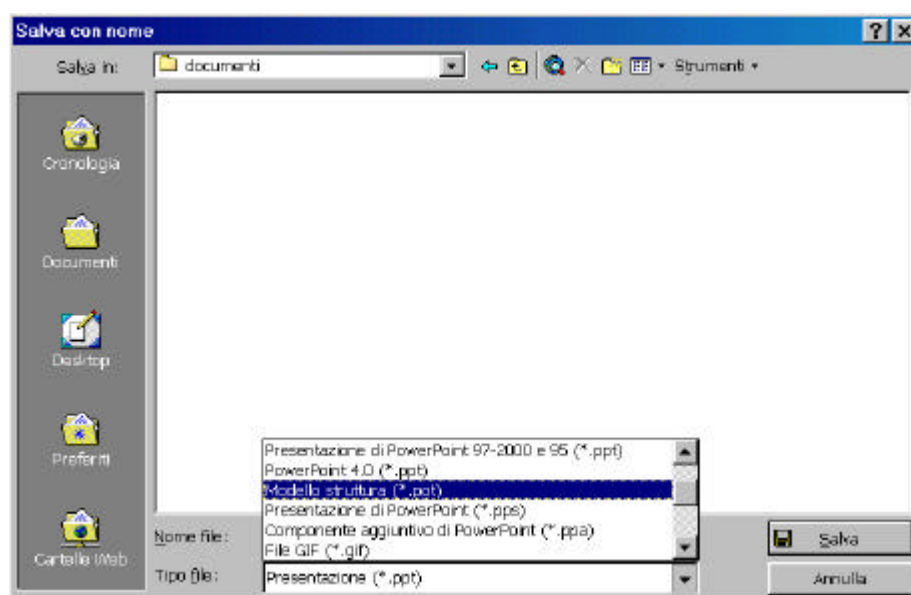 Salva con nome
Salva in:
documenti
Strumenti
Cronologia
Documenti
Desktop
Preferiti
Cartelle Web
Presentazione di PowerPoint 97-2000 e 95 (*.ppt)
PowerPoint 4.0 (*.ppt)
Modello struttura (*.pot)
Presentazione di PowerPoint (*.pps)
Componente aggiuntivo di PowerPoint (*.ppa)
File GIF (*.gif)
Nome file:
Salva
Tipo file:
Presentazione (*.ppt)
Annulla